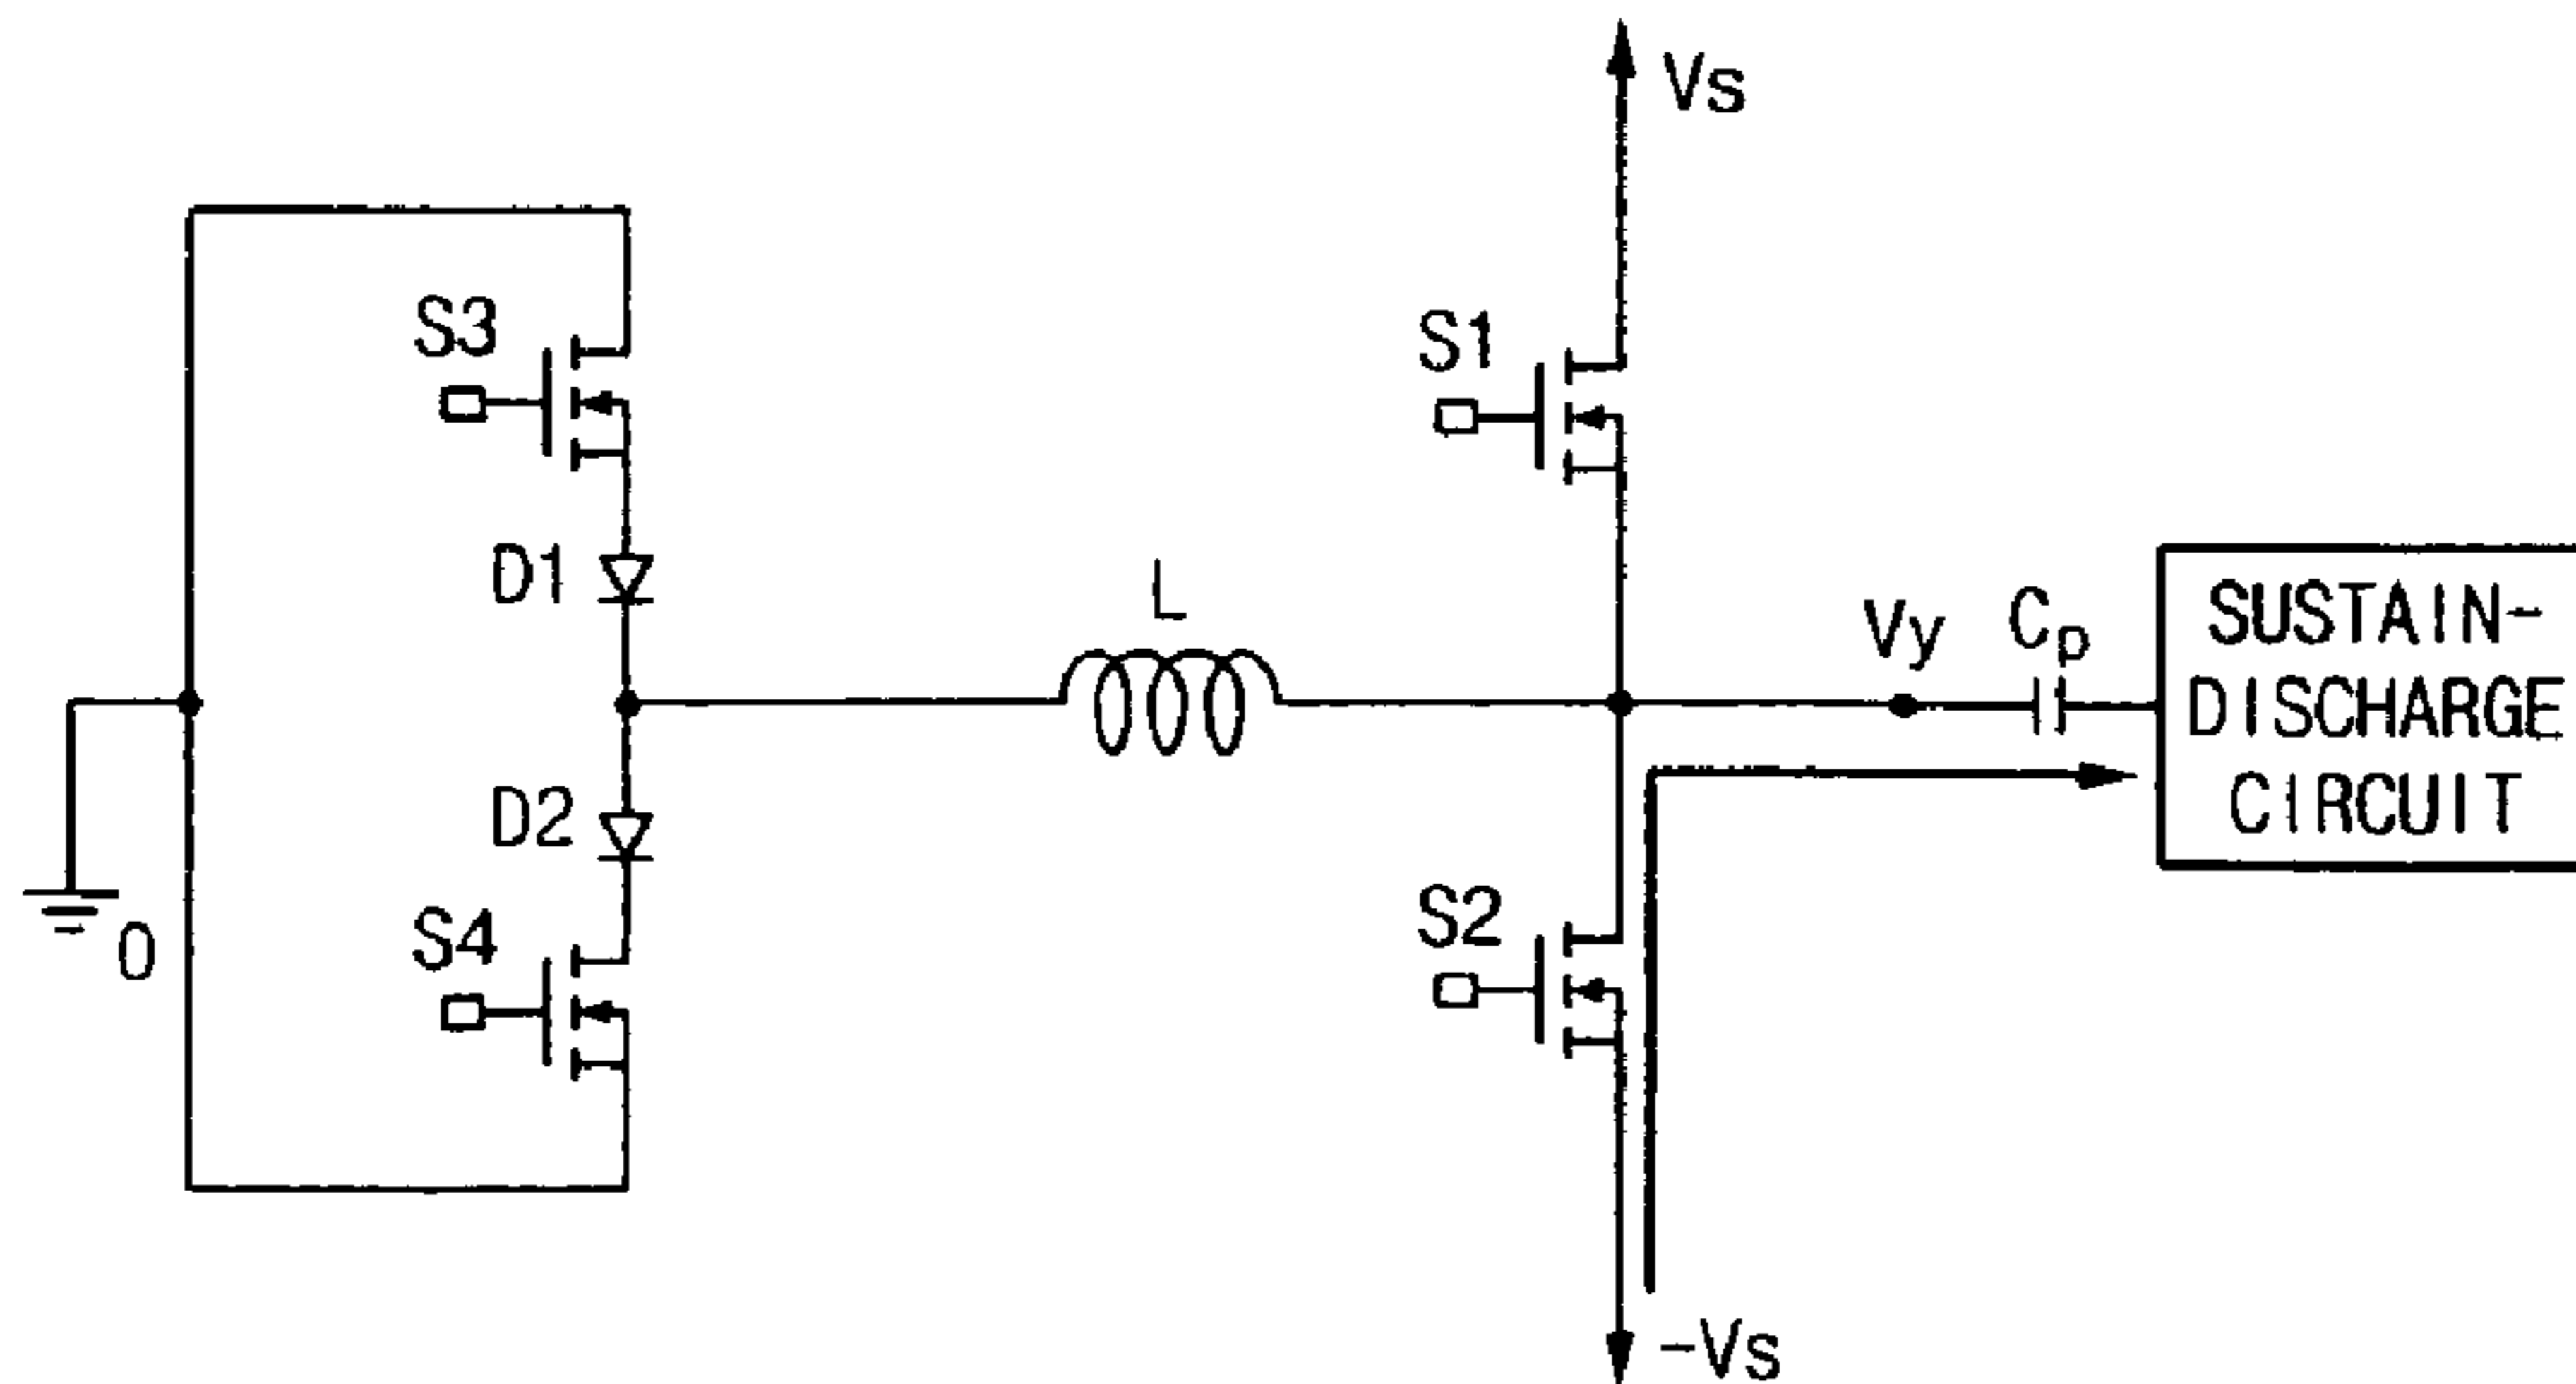 Vs
S3
S1
D1
L
Vy
Cp
SUSTAIN-
DISCHARGE
CIRCUIT
D2
S4
S2
0
-Vs